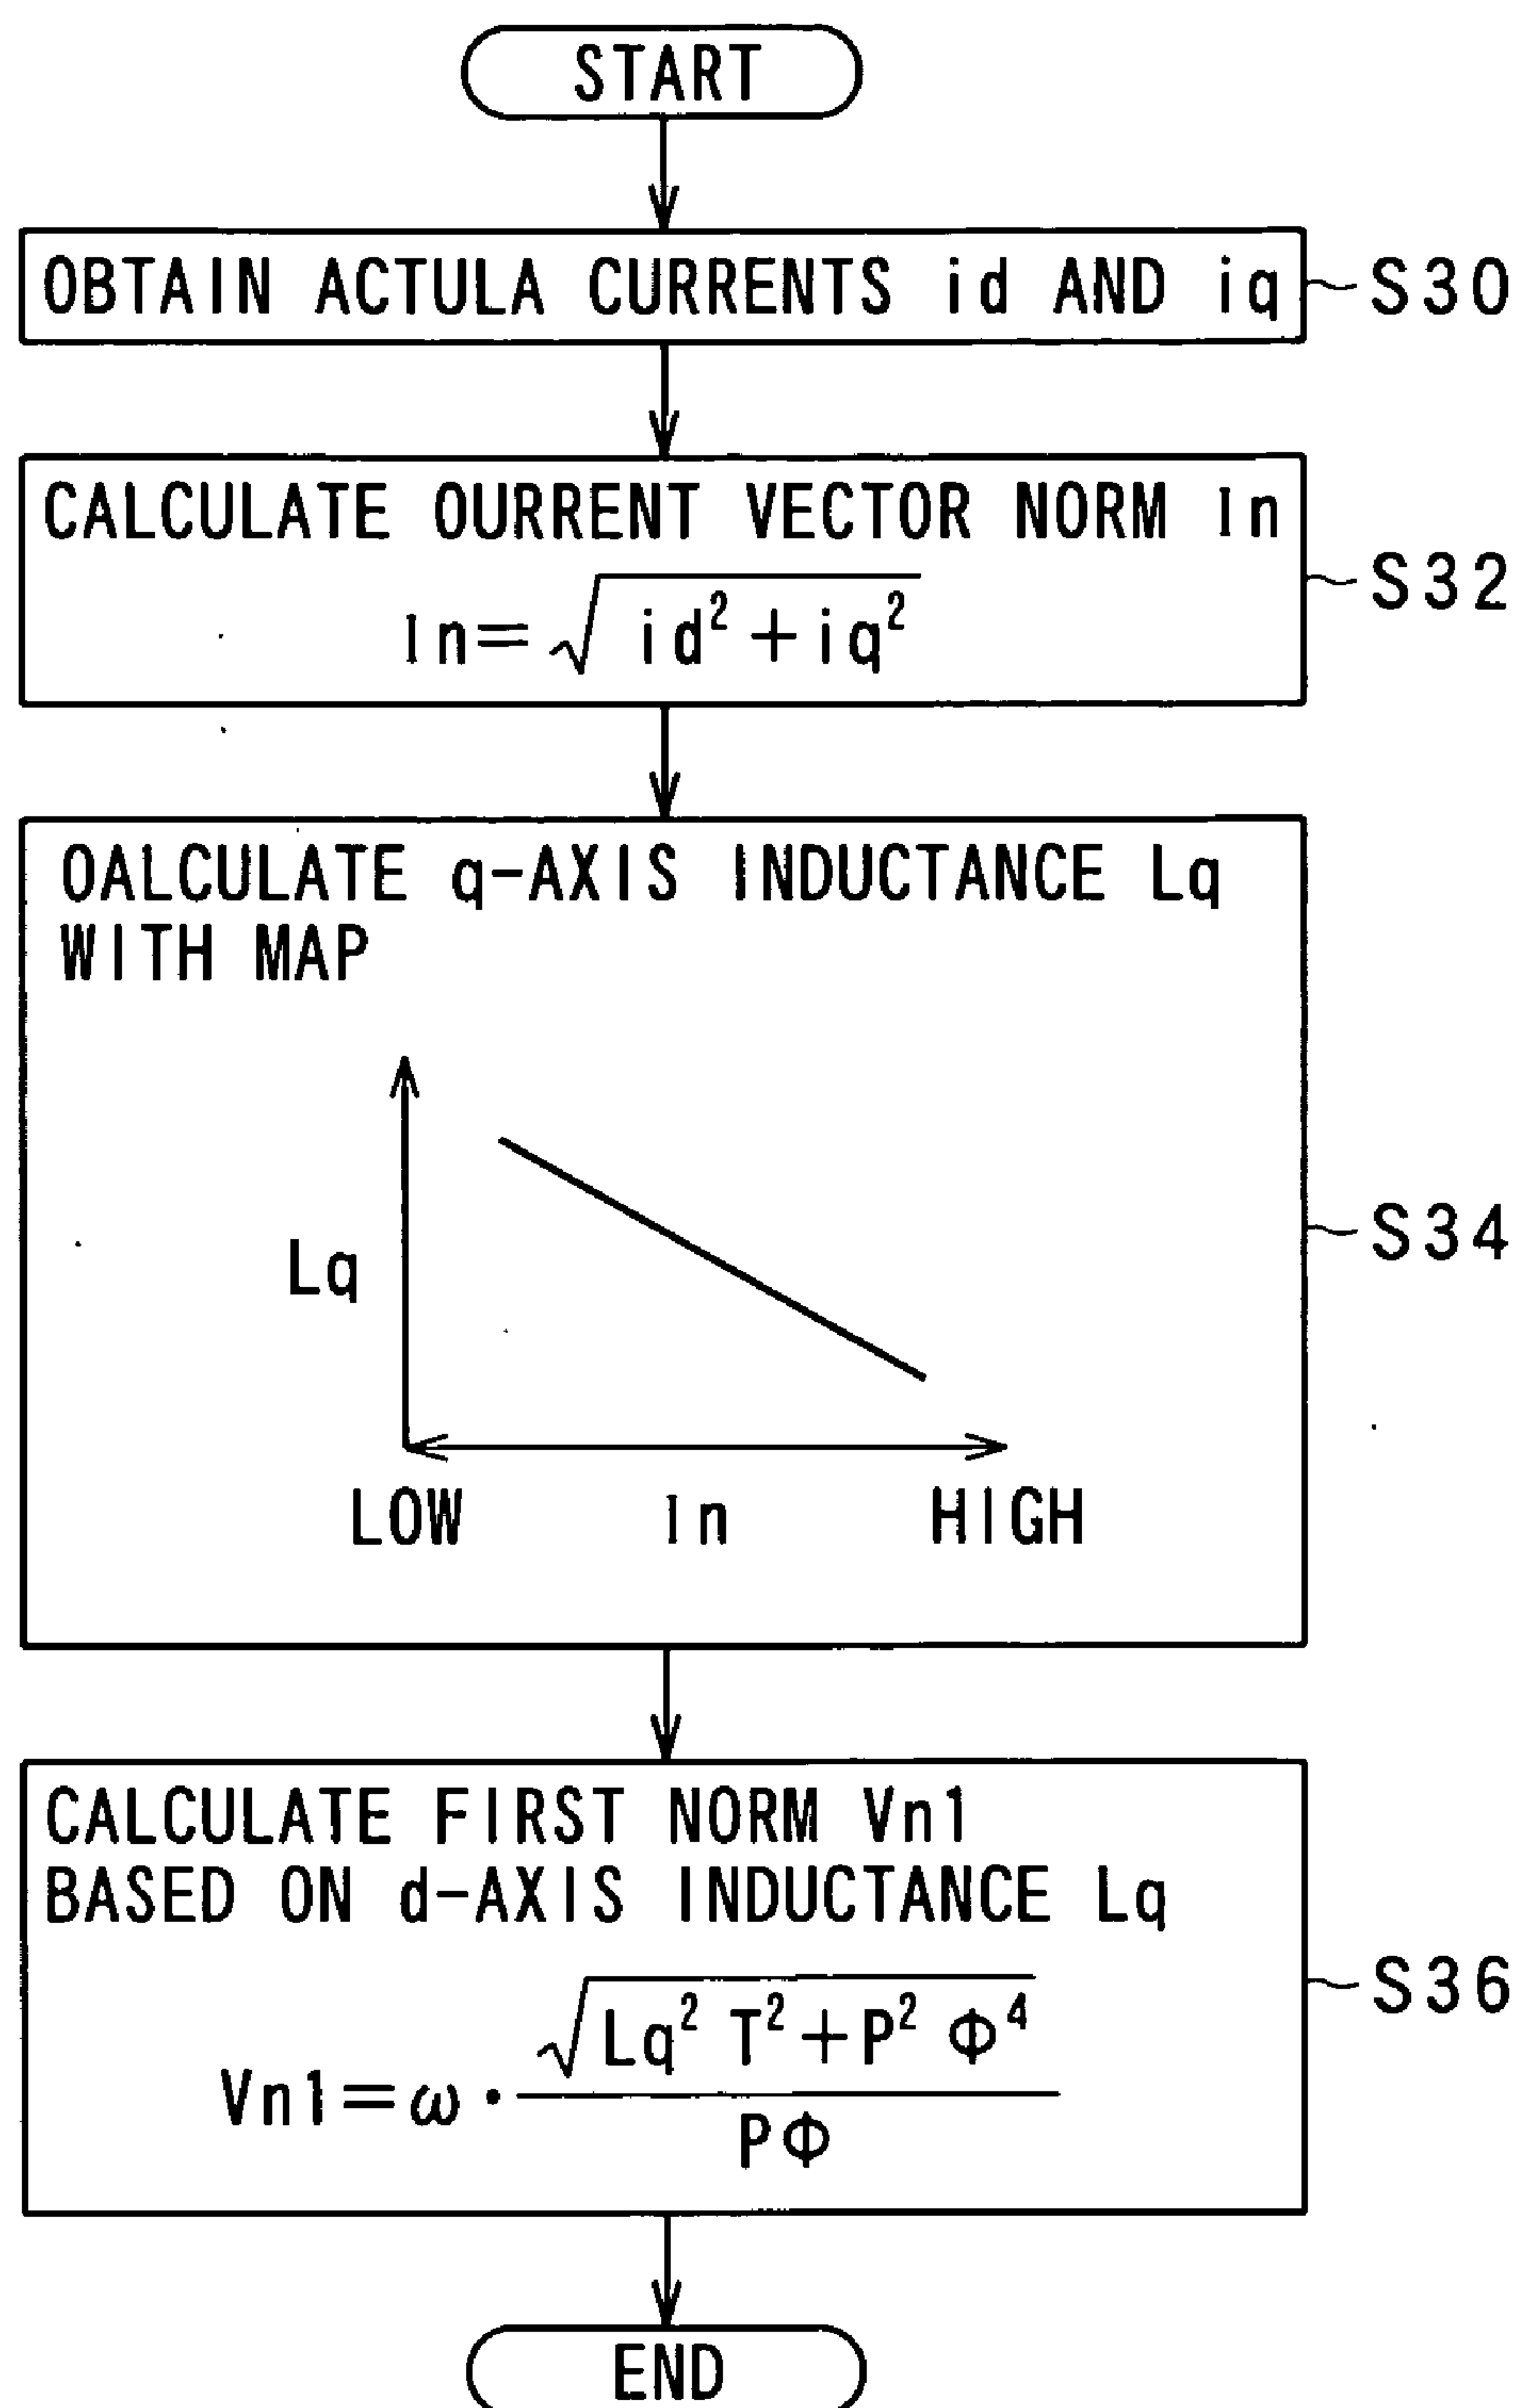 START
OBTAIN ACTULA CURRENTS id AND iq
S30
CALCULATE OURRENT VECTOR NORM In
In=√id²+iq²
S32
OALCULATE q-AXIS INDUCTANCE Lq
WITH MAP
Lq
LOW In HIGH
S34
CALCULATE FIRST NORM Vn1
BASED ON d-AXIS INDUCTANCE Lq
√Lq² T²+P² Φ⁴
Vn1=ω·
PΦ
S36
END